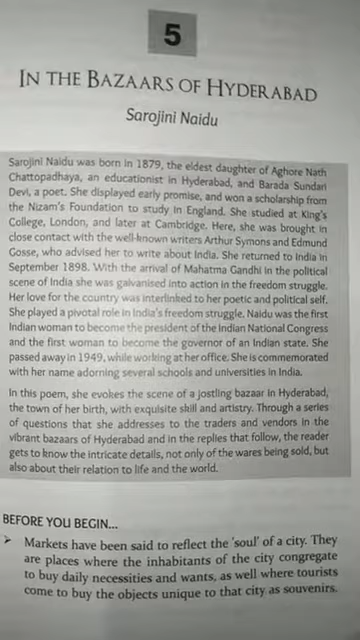 5
IN THE BAZAARS OF HYDERABAD
Sarojini Naidu
Sarojini Naidu was born in 1879, the eldest daughter of Aghore Nath
Chattopadhaya, an educationist in Hyderabad, and Barada Sundari
Devi, a poet. She displayed early promise, and won a scholarship from
the Nizam's Foundation to study in England. She studied at King's
College, London, and later at Cambridge. Here, she was brought in
close contact with the well-known writers Arthur Symons and Edmund
Gosse, who advised her to write about India. She returned to India in
September 1898. With the arrival of Mahatma Gandhi in the political
scene of India she was galvanised into action in the freedom struggle.
Her love for the country was interlinked to her poetic and political self.
She played a pivotal role in India's freedom struggle. Naidu was the first
Indian woman to become the president of the Indian National Congress
and the first woman to become the governor of an Indian state. She
passed away in 1949, while working at her office. She is commemorated
with her name adorning several schools and universities in India.
In this poem, she evokes the scene of a jostling bazaar in Hyderabad,
the town of her birth, with exquisite skill and artistry. Through a series
of questions that she addresses to the traders and vendors in the
vibrant bazaars of Hyderabad and in the replies that follow, the reader
gets to know the intricate details, not only of the wares being sold, but
also about their relation to life and the world.
BEFORE YOU BEGIN...
➤ Markets have been said to reflect the 'soul' of a city. They
are places where the inhabitants of the city congregate
to buy daily necessities and wants, as well where tourists
come to buy the objects unique to that city as souvenirs.